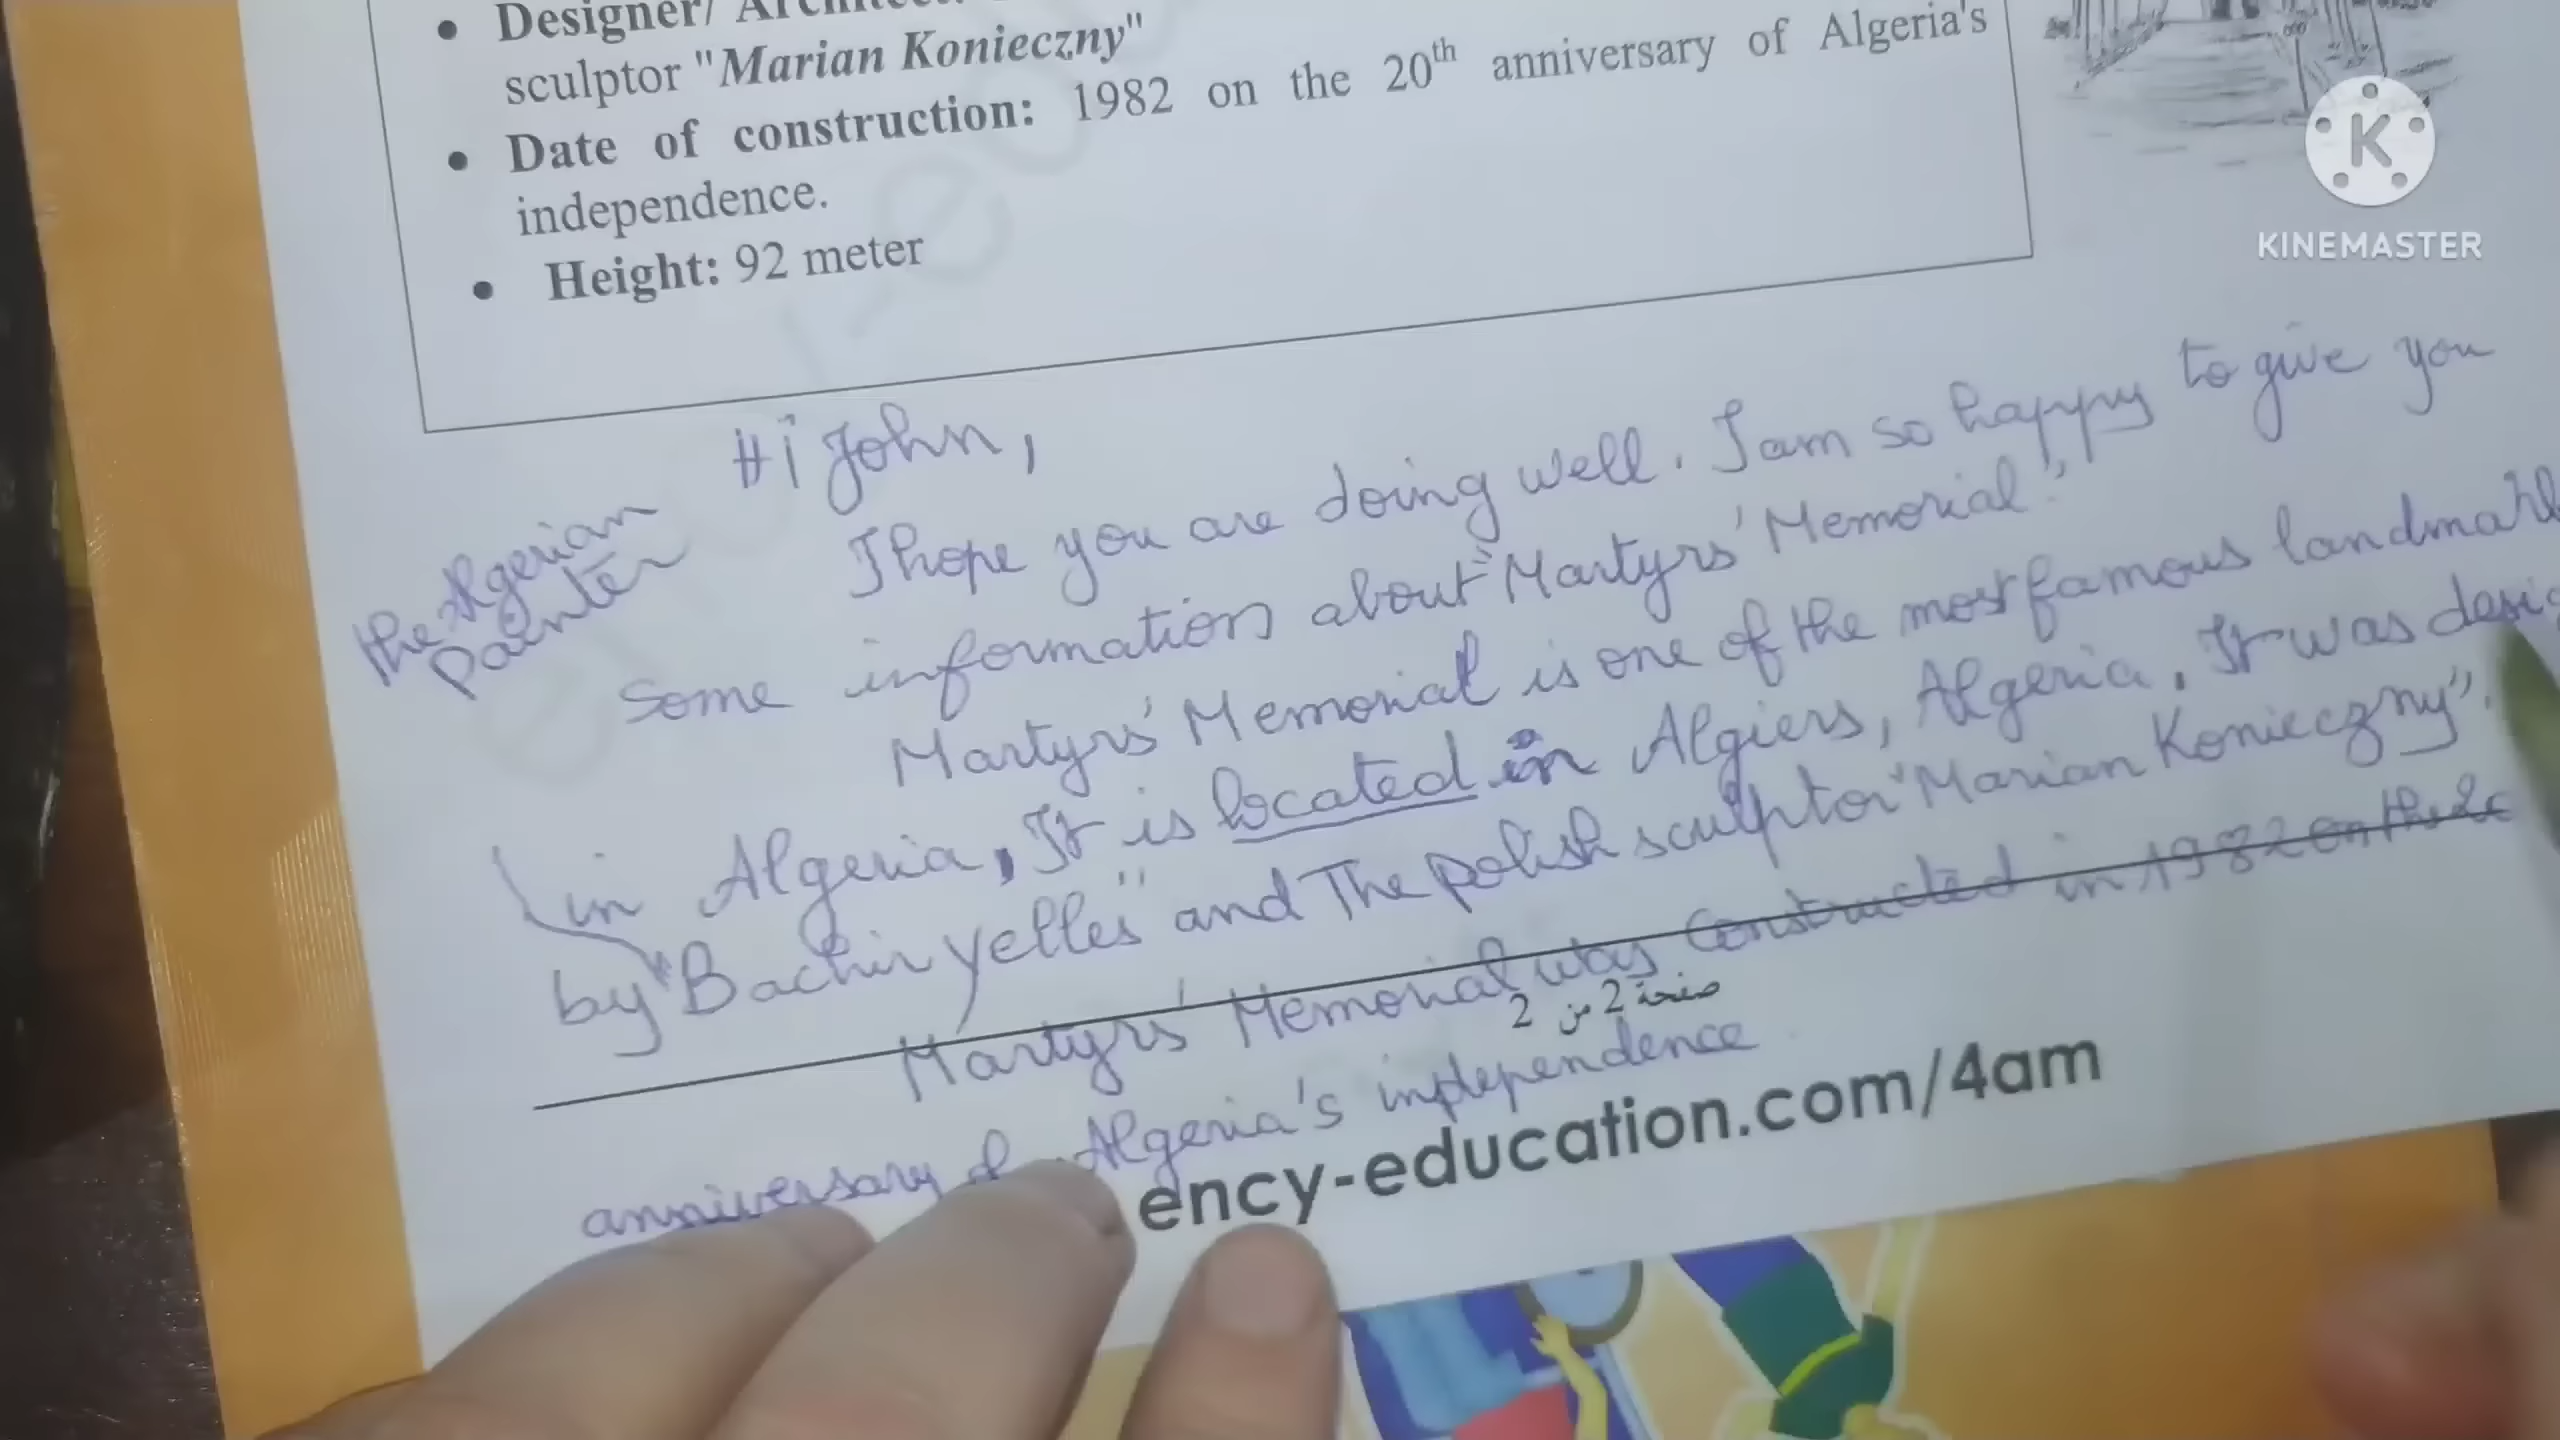 Designer/ Architect
sculptor "Marian Konieczny"
Date of construction: 1982 on the 20th anniversary of Algeria's
independence.
Height: 92 meter
KINEMASTER
Hi John,
I hope you are doing well. I am so happy to give you
some information about "Martyrs' Memorial".
Martyrs' Memorial is one of the most famous landmark
in Algeria. It is located in Algiers, Algeria. It was desig
the Algerian
painter
by "Bachir yelles" and The polish sculptor "Marian Konieczny".
Martyrs' Memorial was constructed in 1982 on the 20
صفحة 2 من 2
anniversary of Algeria's independence
ency-education.com/4am